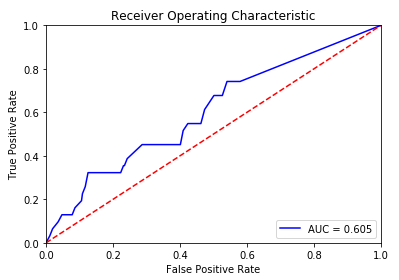 Receiver Operating Characteristic
True Positive Rate
1.0
0.8
0.6
0.4
0.2
0.0
AUC = 0.605
0.0 0.2 0.4 0.6 0.8 1.0
False Positive Rate